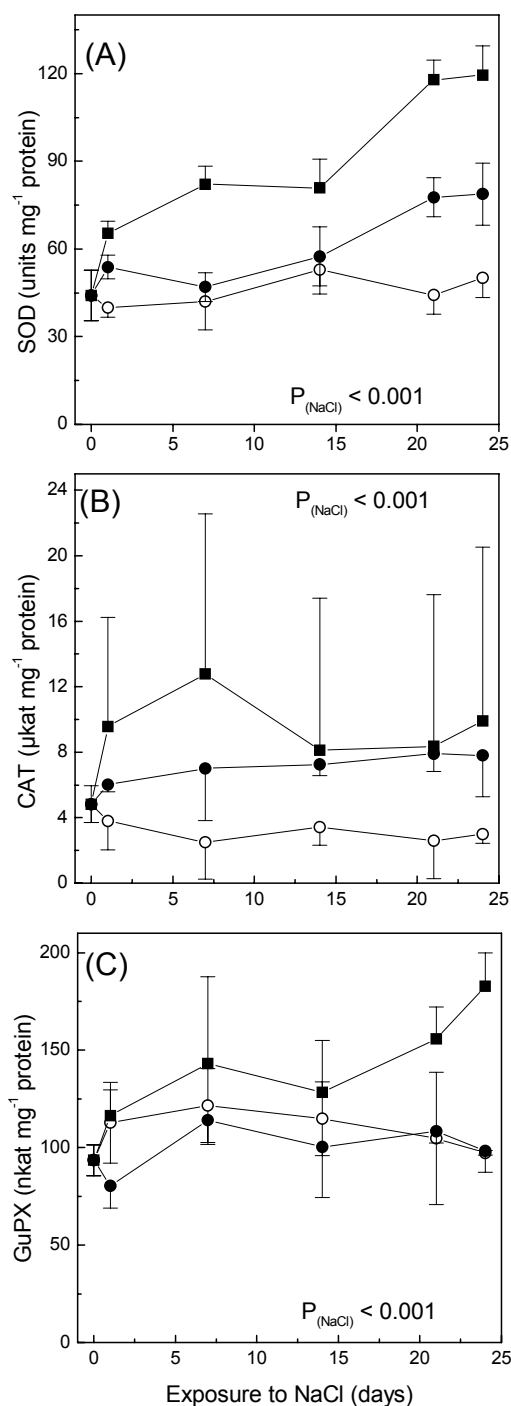 (A)
120
90
60
30
0
SOD (units mg⁻¹ protein)
P(NaCl) < 0.001
0 5 10 15 20 25
(B)
P(NaCl) < 0.001
24
20
16
12
8
4
0
CAT (µkat mg⁻¹ protein)
0 5 10 15 20 25
(C)
200
150
100
50
0
GuPX (nkat mg⁻¹ protein)
P(NaCl) < 0.001
0 5 10 15 20 25
Exposure to NaCl (days)